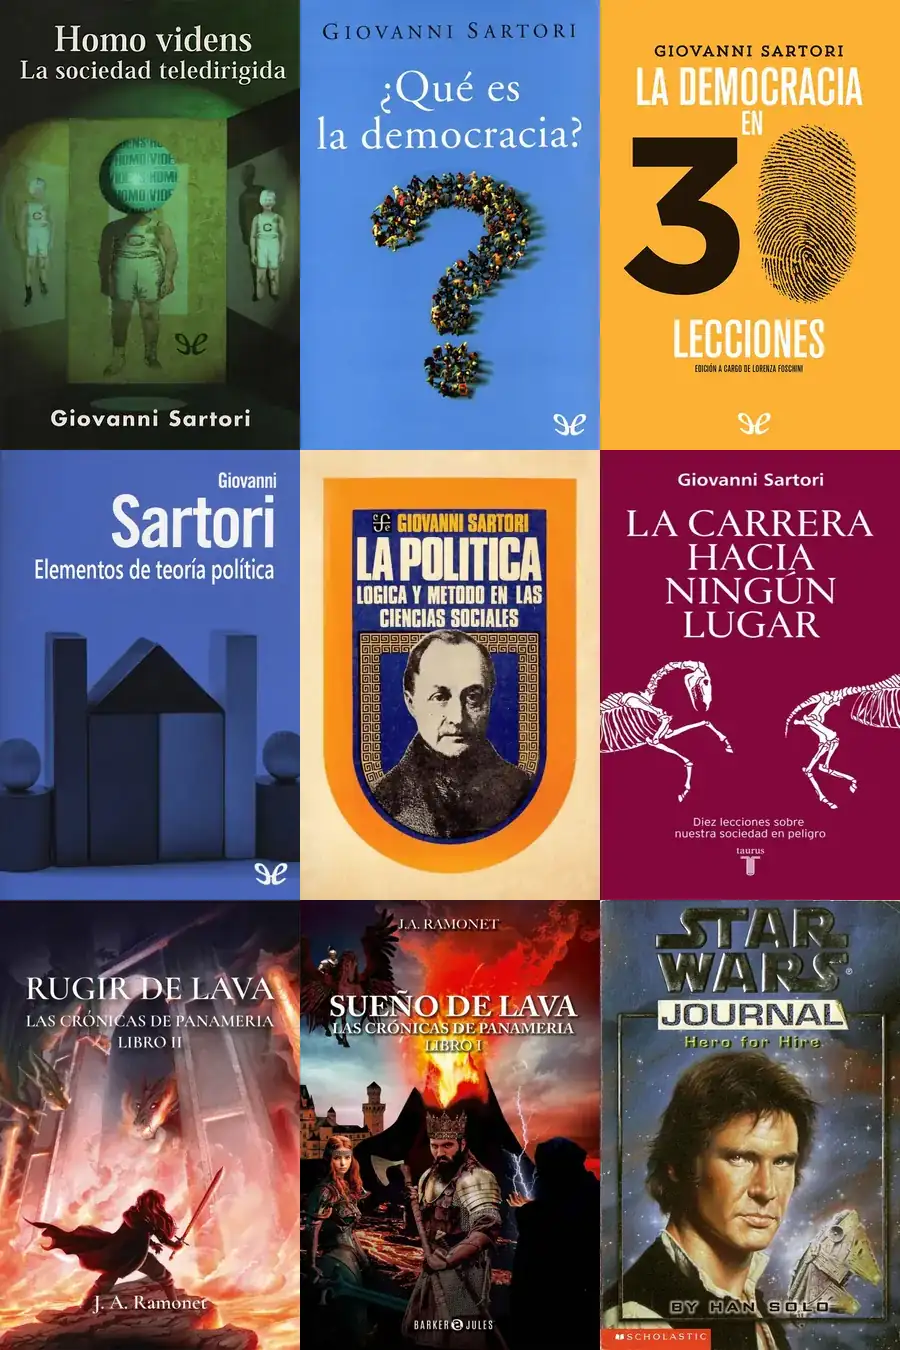 Homo videns
La sociedad teledirigida
HOMO VIDE
Giovanni Sartori
GIOVANNI SARTORI
¿Qué es
la democracia?
GIOVANNI SARTORI
LA DEMOCRACIA
EN
30
LECCIONES
EDICIÓN A CARGO DE LORENZA FOSCHINI
Giovanni
Sartori
Elementos de teoría política
GIOVANNI SARTORI
LA POLITICA
LOGICA Y METODO EN LAS
CIENCIAS SOCIALES
Giovanni Sartori
LA CARRERA
HACIA
NINGÚN
LUGAR
Diez lecciones sobre
nuestra sociedad en peligro
taurus
RUGIR DE LAVA
LAS CRÓNICAS DE PANAMERIA
LIBRO II
J. A. Ramonet
J.A. RAMONET
SUEÑO DE LAVA
LAS CRÓNICAS DE PANAMERIA
LIBRO I
BARKER & JULES
STAR
WARS®
JOURNAL
Hero for Hire
BY HAN SOLO
SCHOLASTIC